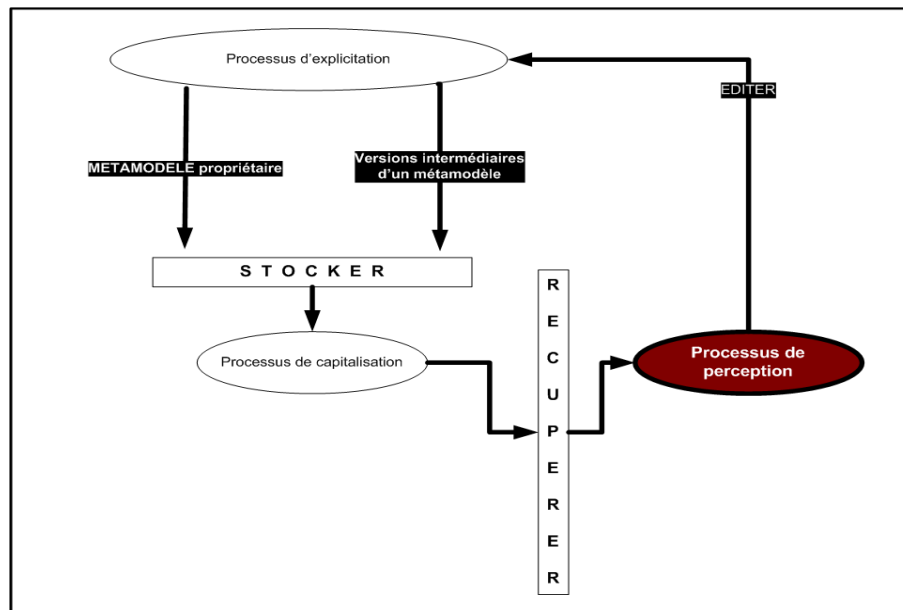 Processus d'explicitation
EDITER
METAMODELE propriétaire
Versions intermédiaires
d'un métamodèle
S T O C K E R
Processus de capitalisation
R
E
C
U
P
E
R
E
R
Processus de
perception